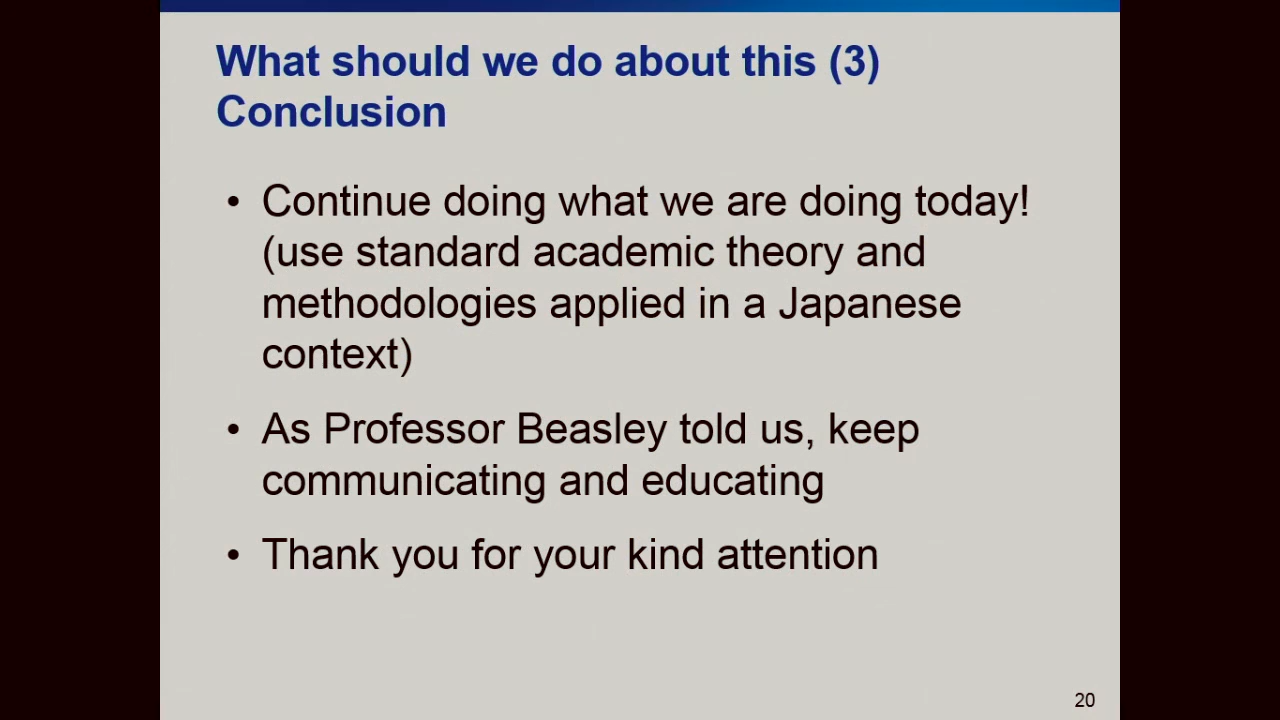 What should we do about this (3)
Conclusion
• Continue doing what we are doing today!
(use standard academic theory and
methodologies applied in a Japanese
context)
• As Professor Beasley told us, keep
communicating and educating
• Thank you for your kind attention
20